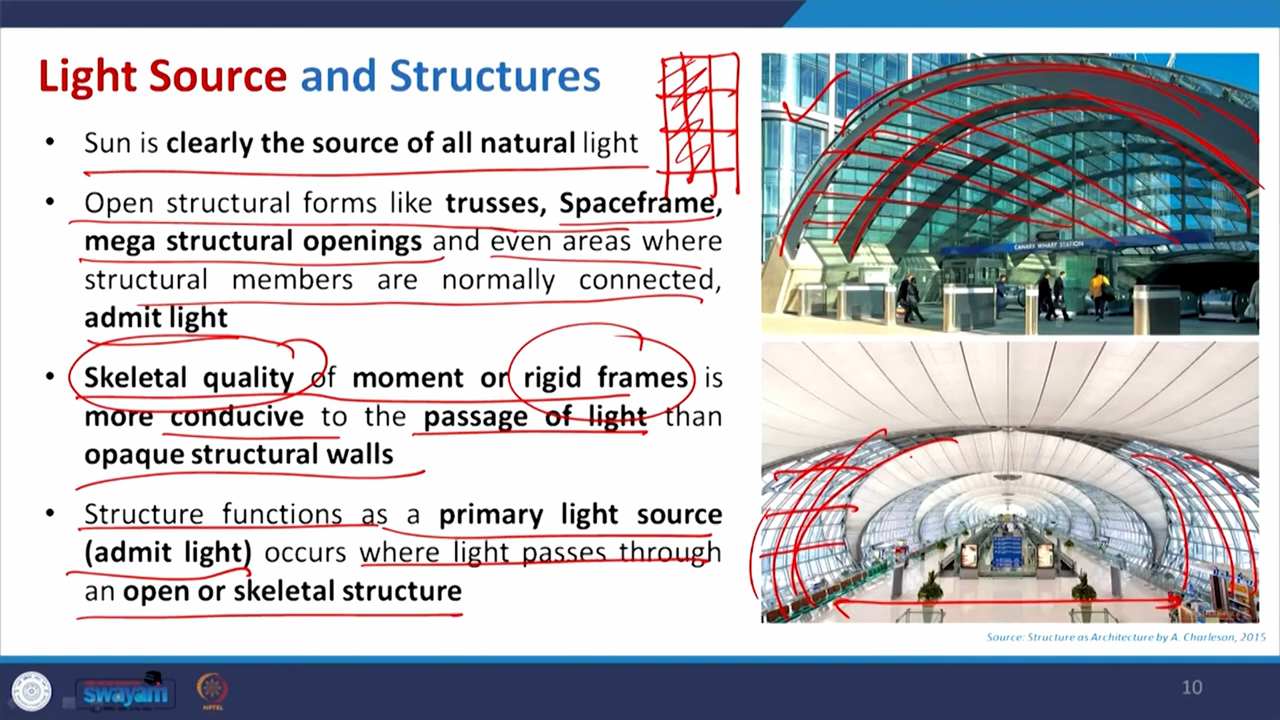 Light Source and Structures
• Sun is clearly the source of all natural light
• Open structural forms like trusses, Spaceframe,
mega structural openings and even areas where
structural members are normally connected,
admit light
• Skeletal quality of moment or rigid frames is
more conducive to the passage of light than
opaque structural walls
• Structure functions as a primary light source
(admit light) occurs where light passes through
an open or skeletal structure
CANARY WHARF STATION
Source: Structure as Architecture by A. Charleson, 2015
swayam
NPTEL
10